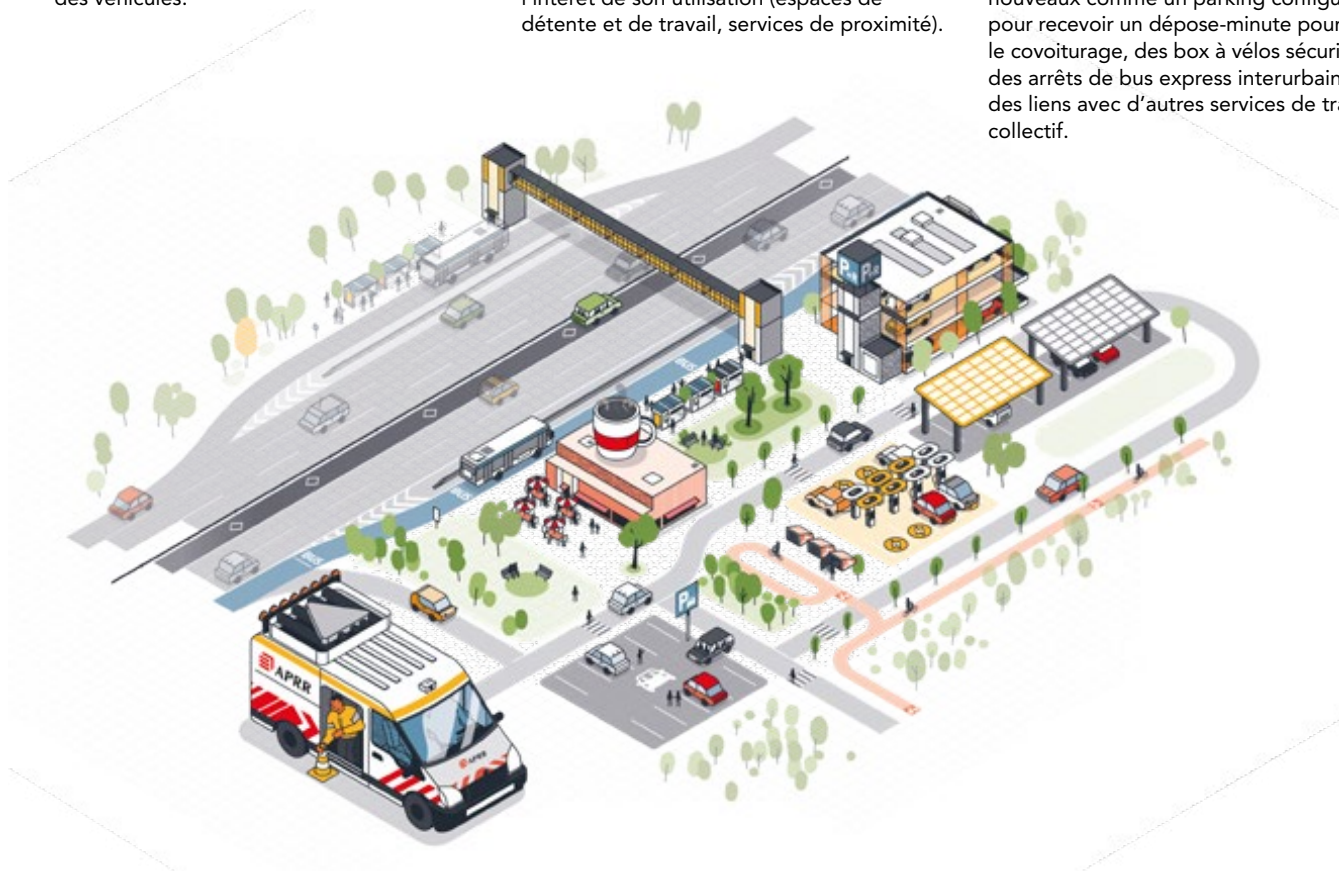 des véhicules.
l'intérêt de son utilisation (espaces de
détente et de travail, services de proximité).
nouveaux comme un parking configu
pour recevoir un dépose-minute pour
le covoiturage, des box à vélos sécuri
des arrêts de bus express interurbain
des liens avec d'autres services de tra
collectif.
P
P+R
BUS
BUS
BUS
BUS
P
APRR
APRR